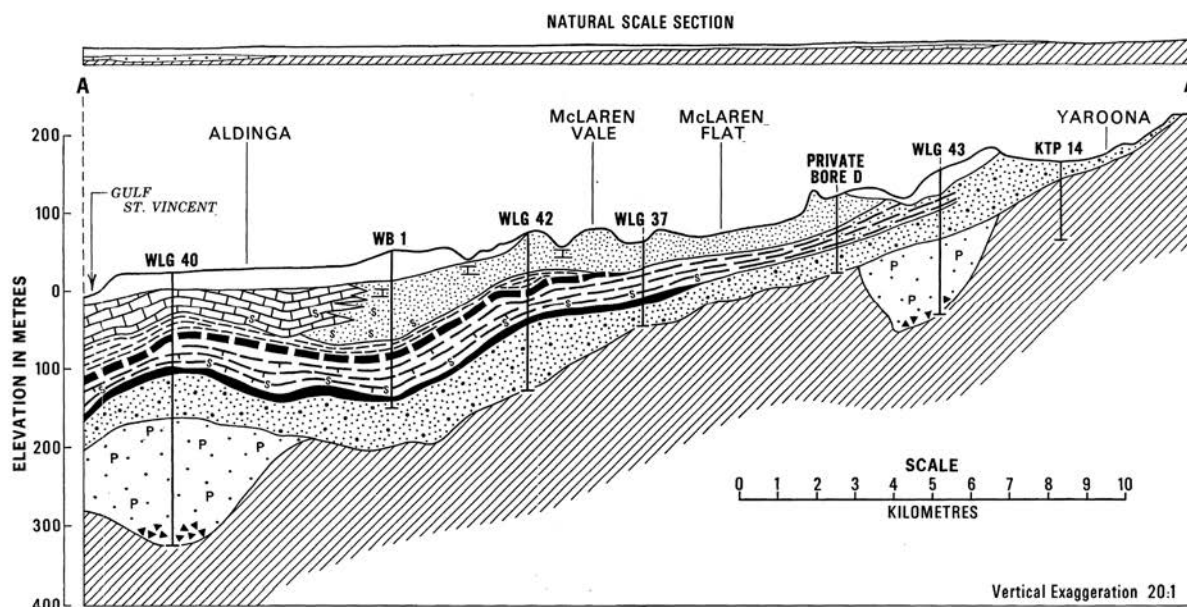 NATURAL SCALE SECTION
A
McLAREN
VALE
McLAREN
FLAT
YAROONA
ALDINGA
200
WLG 43
KTP 14
PRIVATE
BORE D
GULF
ST. VINCENT
100
WLG 42
WLG 37
WB 1
WLG 40
0
100
200
300
400
ELEVATION IN METRES
S
S
S
S
S
S
S
S
S
S
S
P
P
P
P
P
P
P
P
P
SCALE
0 1 2 3 4 5 6 7 8 9 10
KILOMETRES
Vertical Exaggeration 20:1